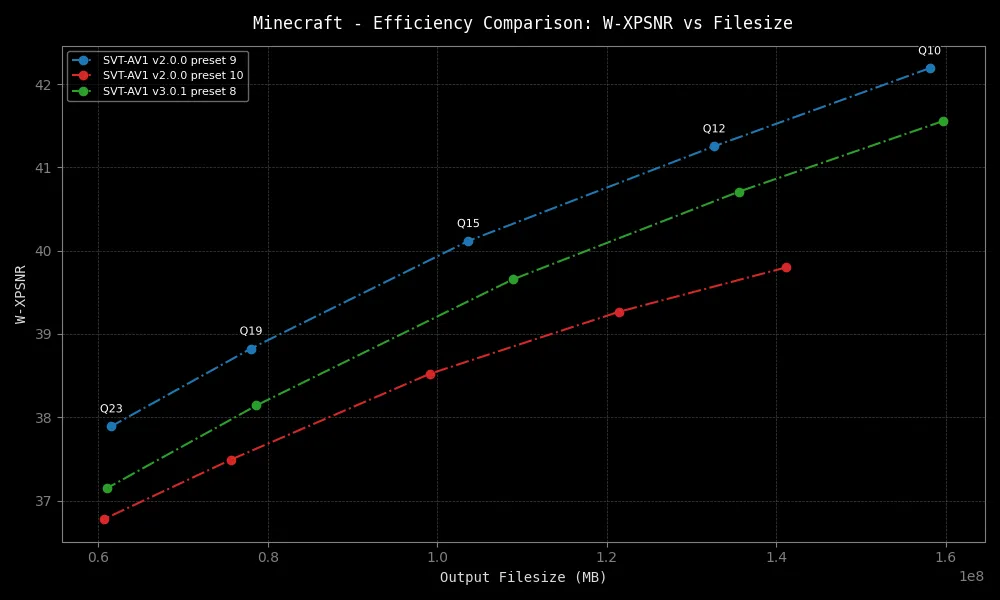 Minecraft - Efficiency Comparison: W-XPSNR vs Filesize
SVT-AV1 v2.0.0 preset 9
SVT-AV1 v2.0.0 preset 10
SVT-AV1 v3.0.1 preset 8
Q10
Q12
Q15
Q19
Q23
42
41
40
39
38
37
W-XPSNR
0.6 0.8 1.0 1.2 1.4 1.6
1e8
Output Filesize (MB)